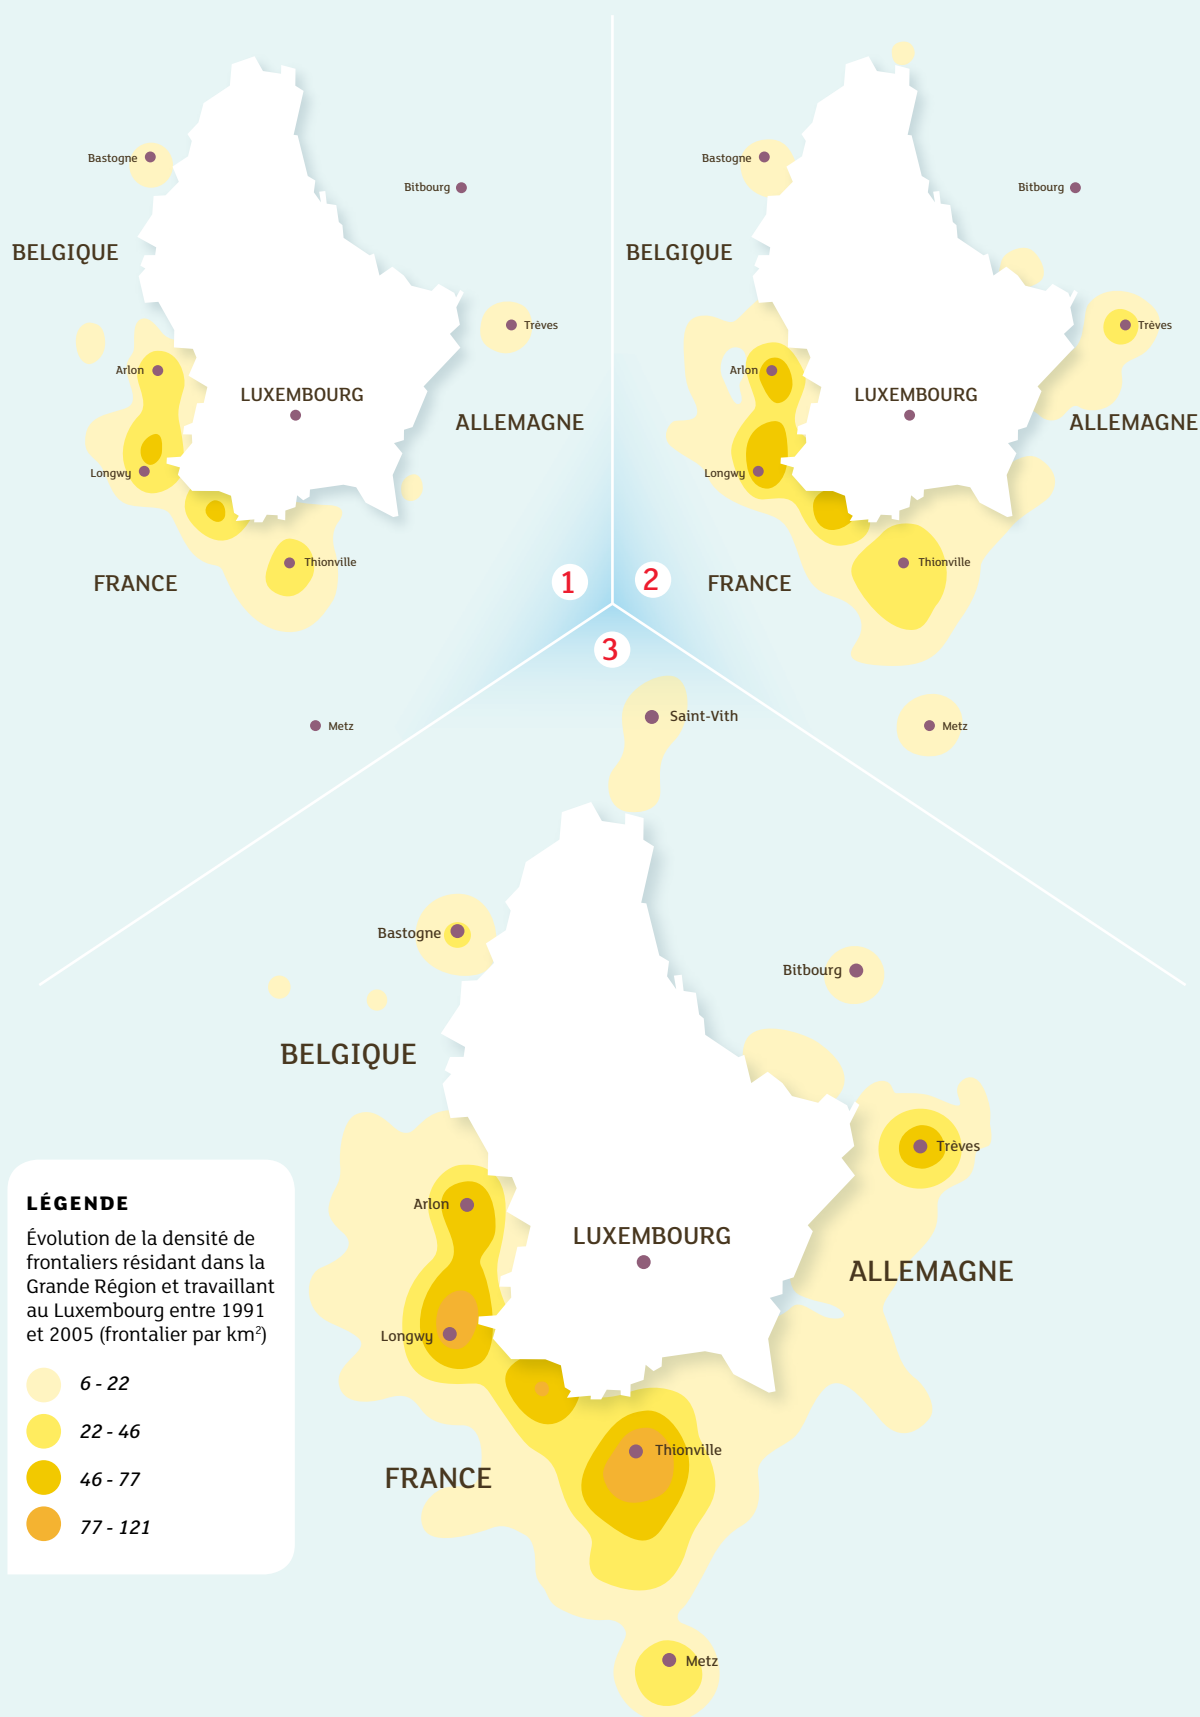 Bastogne
Bitbourg
BELGIQUE
Trèves
Arlon
LUXEMBOURG
ALLEMAGNE
Longwy
Thionville
FRANCE
1
Metz
Bastogne
Bitbourg
BELGIQUE
Trèves
Arlon
LUXEMBOURG
ALLEMAGNE
Longwy
Thionville
FRANCE
2
Metz
3
Saint-Vith
Bastogne
Bitbourg
BELGIQUE
Trèves
Arlon
LUXEMBOURG
ALLEMAGNE
Longwy
Thionville
FRANCE
Metz
LÉGENDE
Évolution de la densité de
frontaliers résidant dans la
Grande Région et travaillant
au Luxembourg entre 1991
et 2005 (frontalier par km²)
6 - 22
22 - 46
46 - 77
77 - 121